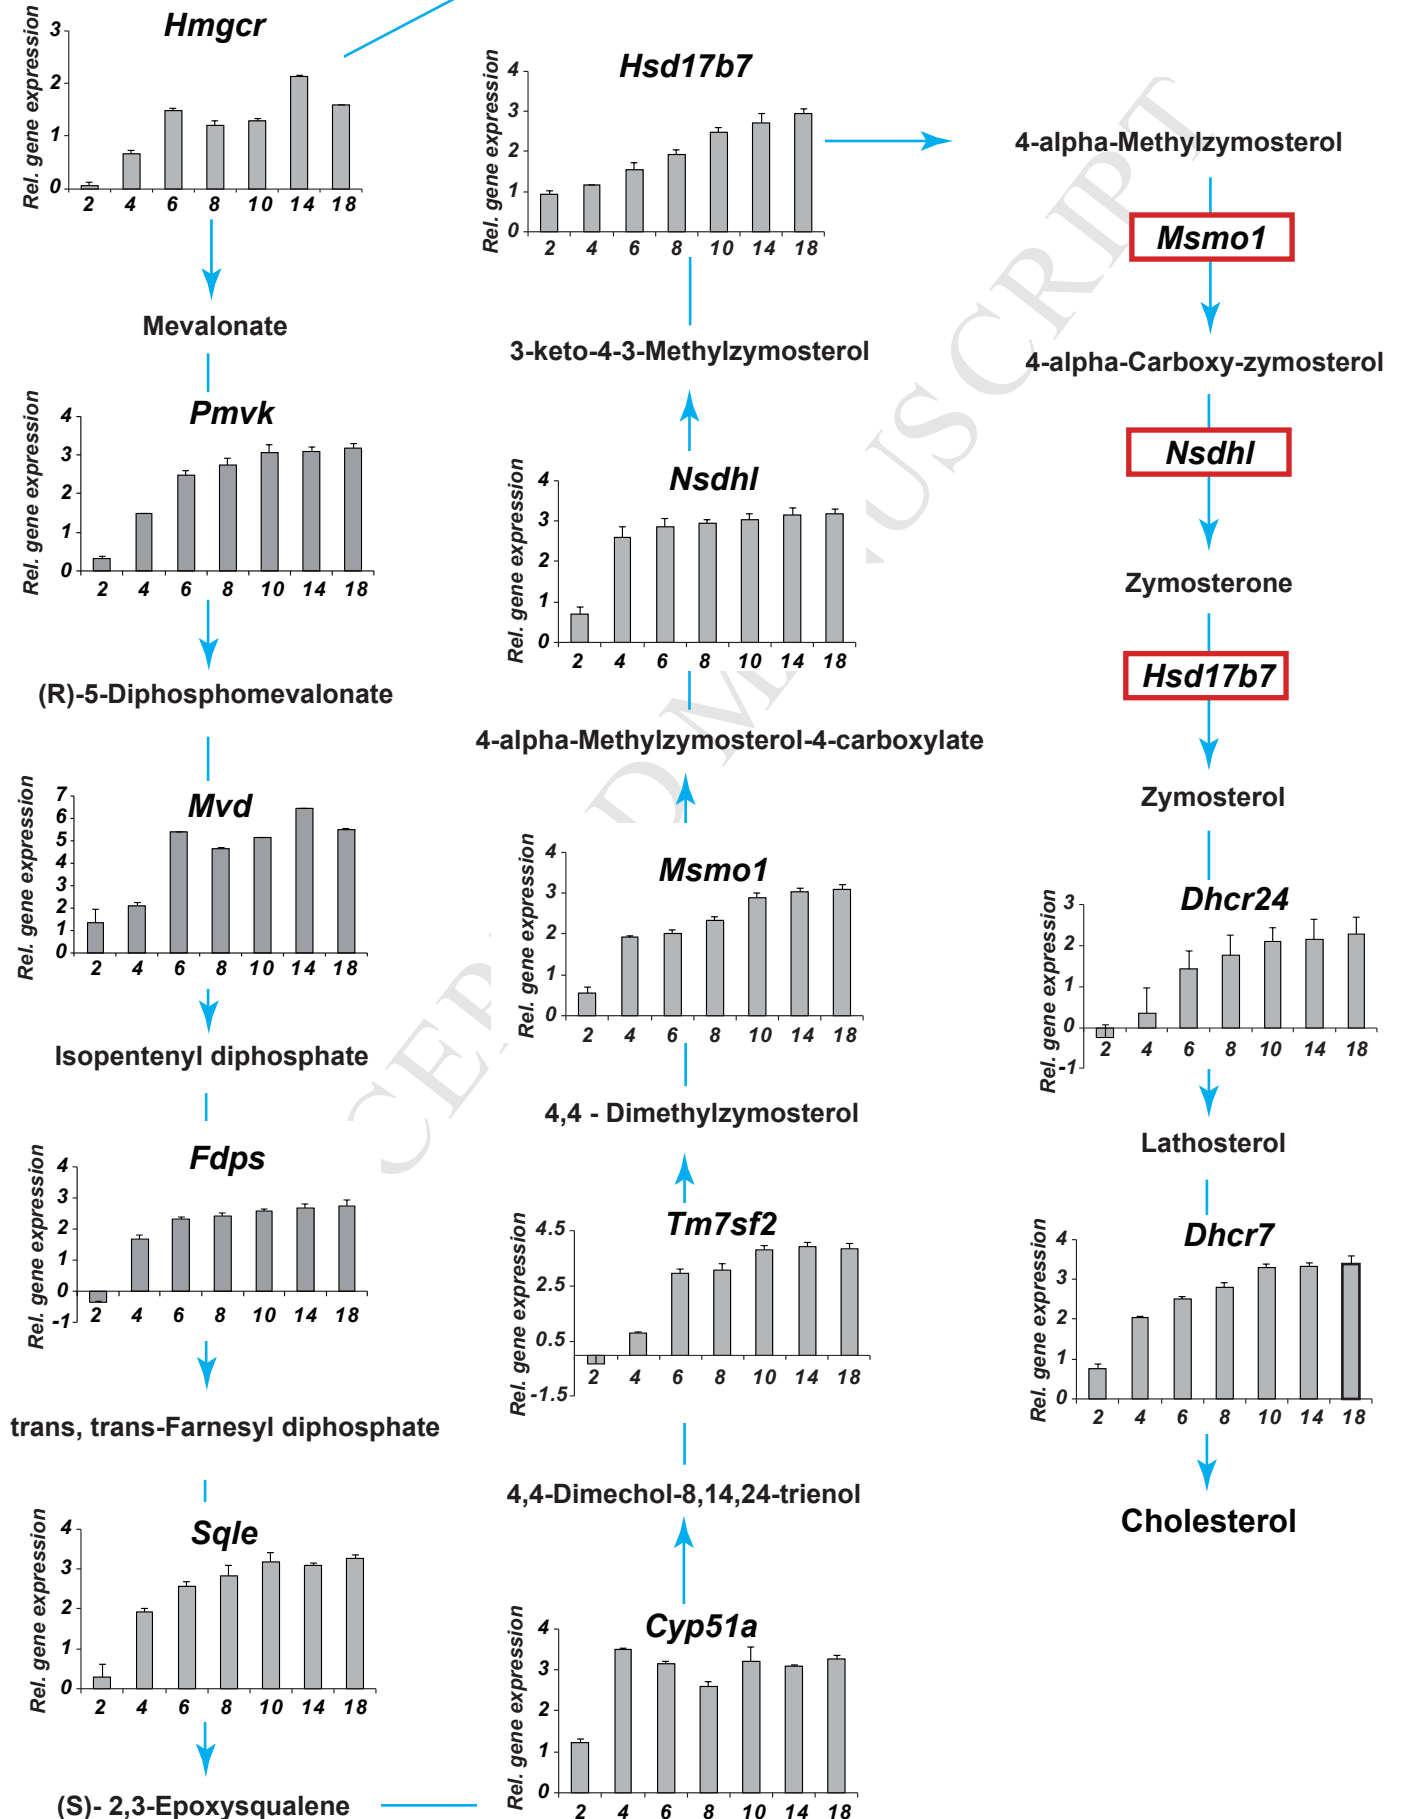 Hmgcr
Rel. gene expression
3
2
1
0
2 4 6 8 10 14 18
Mevalonate
Pmvk
Rel. gene expression
4
3
2
1
0
2 4 6 8 10 14 18
(R)-5-Diphosphomevalonate
Mvd
Rel. gene expression
7
6
5
4
3
2
1
0
2 4 6 8 10 14 18
Isopentenyl diphosphate
Fdps
Rel. gene expression
4
3
2
1
0
-1
2 4 6 8 10 14 18
trans, trans-Farnesyl diphosphate
Sqle
Rel. gene expression
4
3
2
1
0
2 4 6 8 10 14 18
(S)- 2,3-Epoxysqualene
Hsd17b7
Rel. gene expression
4
3
2
1
0
2 4 6 8 10 14 18
3-keto-4-3-Methylzymosterol
Nsdhl
Rel. gene expression
4
3
2
1
0
2 4 6 8 10 14 18
4-alpha-Methylzymosterol-4-carboxylate
Msmo1
Rel. gene expression
4
3
2
1
0
2 4 6 8 10 14 18
4,4 - Dimethylzymosterol
Tm7sf2
Rel. gene expression
4.5
2.5
0.5
-1.5
2 4 6 8 10 14 18
4,4-Dimechol-8,14,24-trienol
Cyp51a
Rel. gene expression
4
3
2
1
0
2 4 6 8 10 14 18
4-alpha-Methylzymosterol
Msmo1
4-alpha-Carboxy-zymosterol
Nsdhl
Zymosterone
Hsd17b7
Zymosterol
Dhcr24
Rel. gene expression
3
2
1
0
-1
2 4 6 8 10 14 18
Lathosterol
Dhcr7
Rel. gene expression
4
3
2
1
0
2 4 6 8 10 14 18
Cholesterol